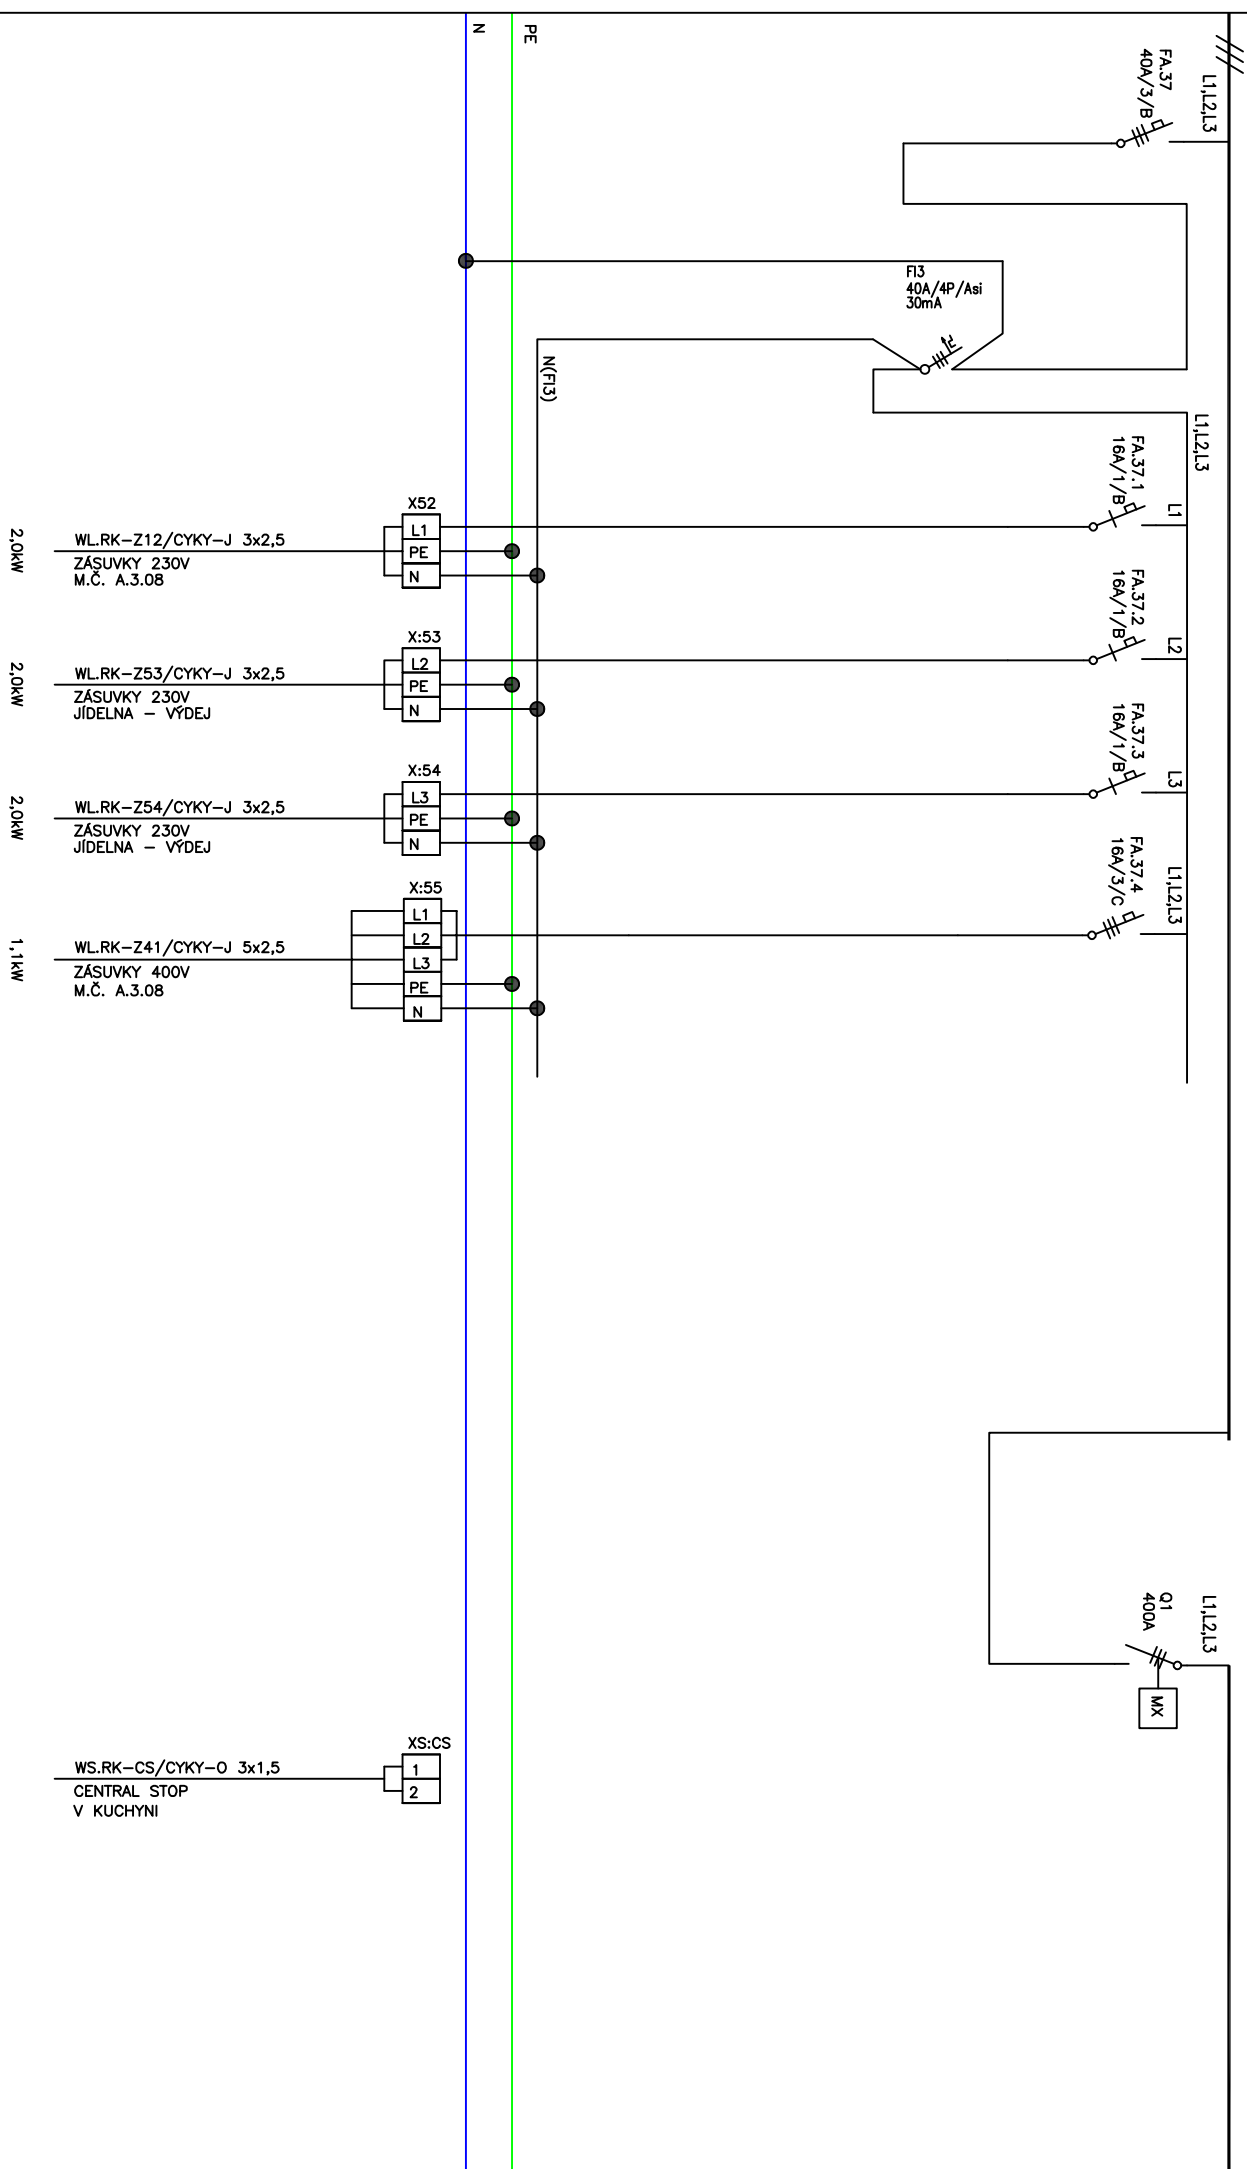 N
PE
FA.37
40A/3/B
L1,L2,L3
FI3
40A/4P/Asi
30mA
N(FI3)
L1,L2,L3
FA.37.1
16A/1/B
L1
X52
L1
PE
N
WL.RK-Z12/CYKY-J 3x2,5
ZÁSUVKY 230V
M.Č. A.3.08
2,0kW
FA.37.2
16A/1/B
L2
X:53
L2
PE
N
WL.RK-Z53/CYKY-J 3x2,5
ZÁSUVKY 230V
JÍDELNA - VÝDEJ
2,0kW
FA.37.3
16A/1/B
L3
X:54
L3
PE
N
WL.RK-Z54/CYKY-J 3x2,5
ZÁSUVKY 230V
JÍDELNA - VÝDEJ
2,0kW
FA.37.4
16A/3/C
L1,L2,L3
X:55
L1
L2
L3
PE
N
WL.RK-Z41/CYKY-J 5x2,5
ZÁSUVKY 400V
M.Č. A.3.08
1,1kW
Q1
400A
L1,L2,L3
MX
XS:CS
1
2
WS.RK-CS/CYKY-O 3x1,5
CENTRAL STOP
V KUCHYNI